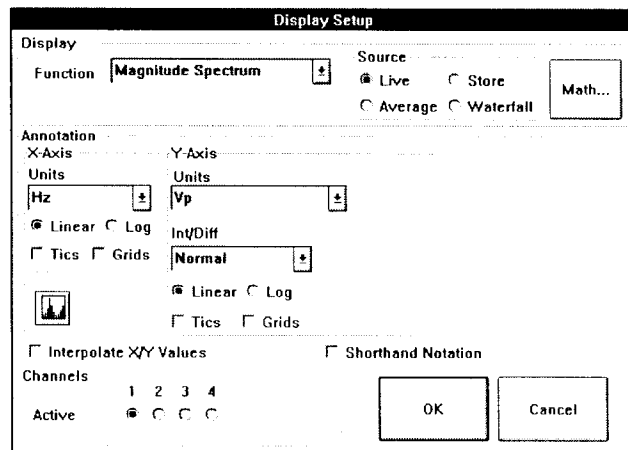 Display Setup
Display
Function Magnitude Spectrum
Source
Live Store
Average Waterfall
Math...
Annotation
X-Axis Y-Axis
Units Units
Hz Vp
Linear Log
Int/Diff
Tics Grids
Normal
Linear Log
Tics Grids
Interpolate X/Y Values Shorthand Notation
Channels
1 2 3 4
Active
OK Cancel